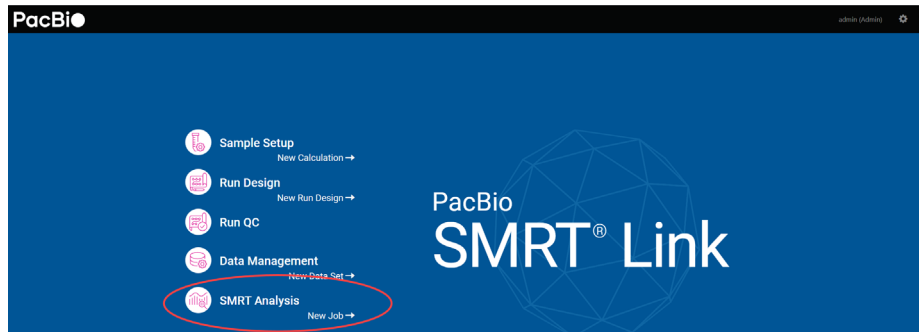 PacBio
admin (Admin)
Sample Setup
New Calculation →
Run Design
New Run Design →
Run QC
Data Management
New Data Set →
SMRT Analysis
New Job →
PacBio
SMRT® Link